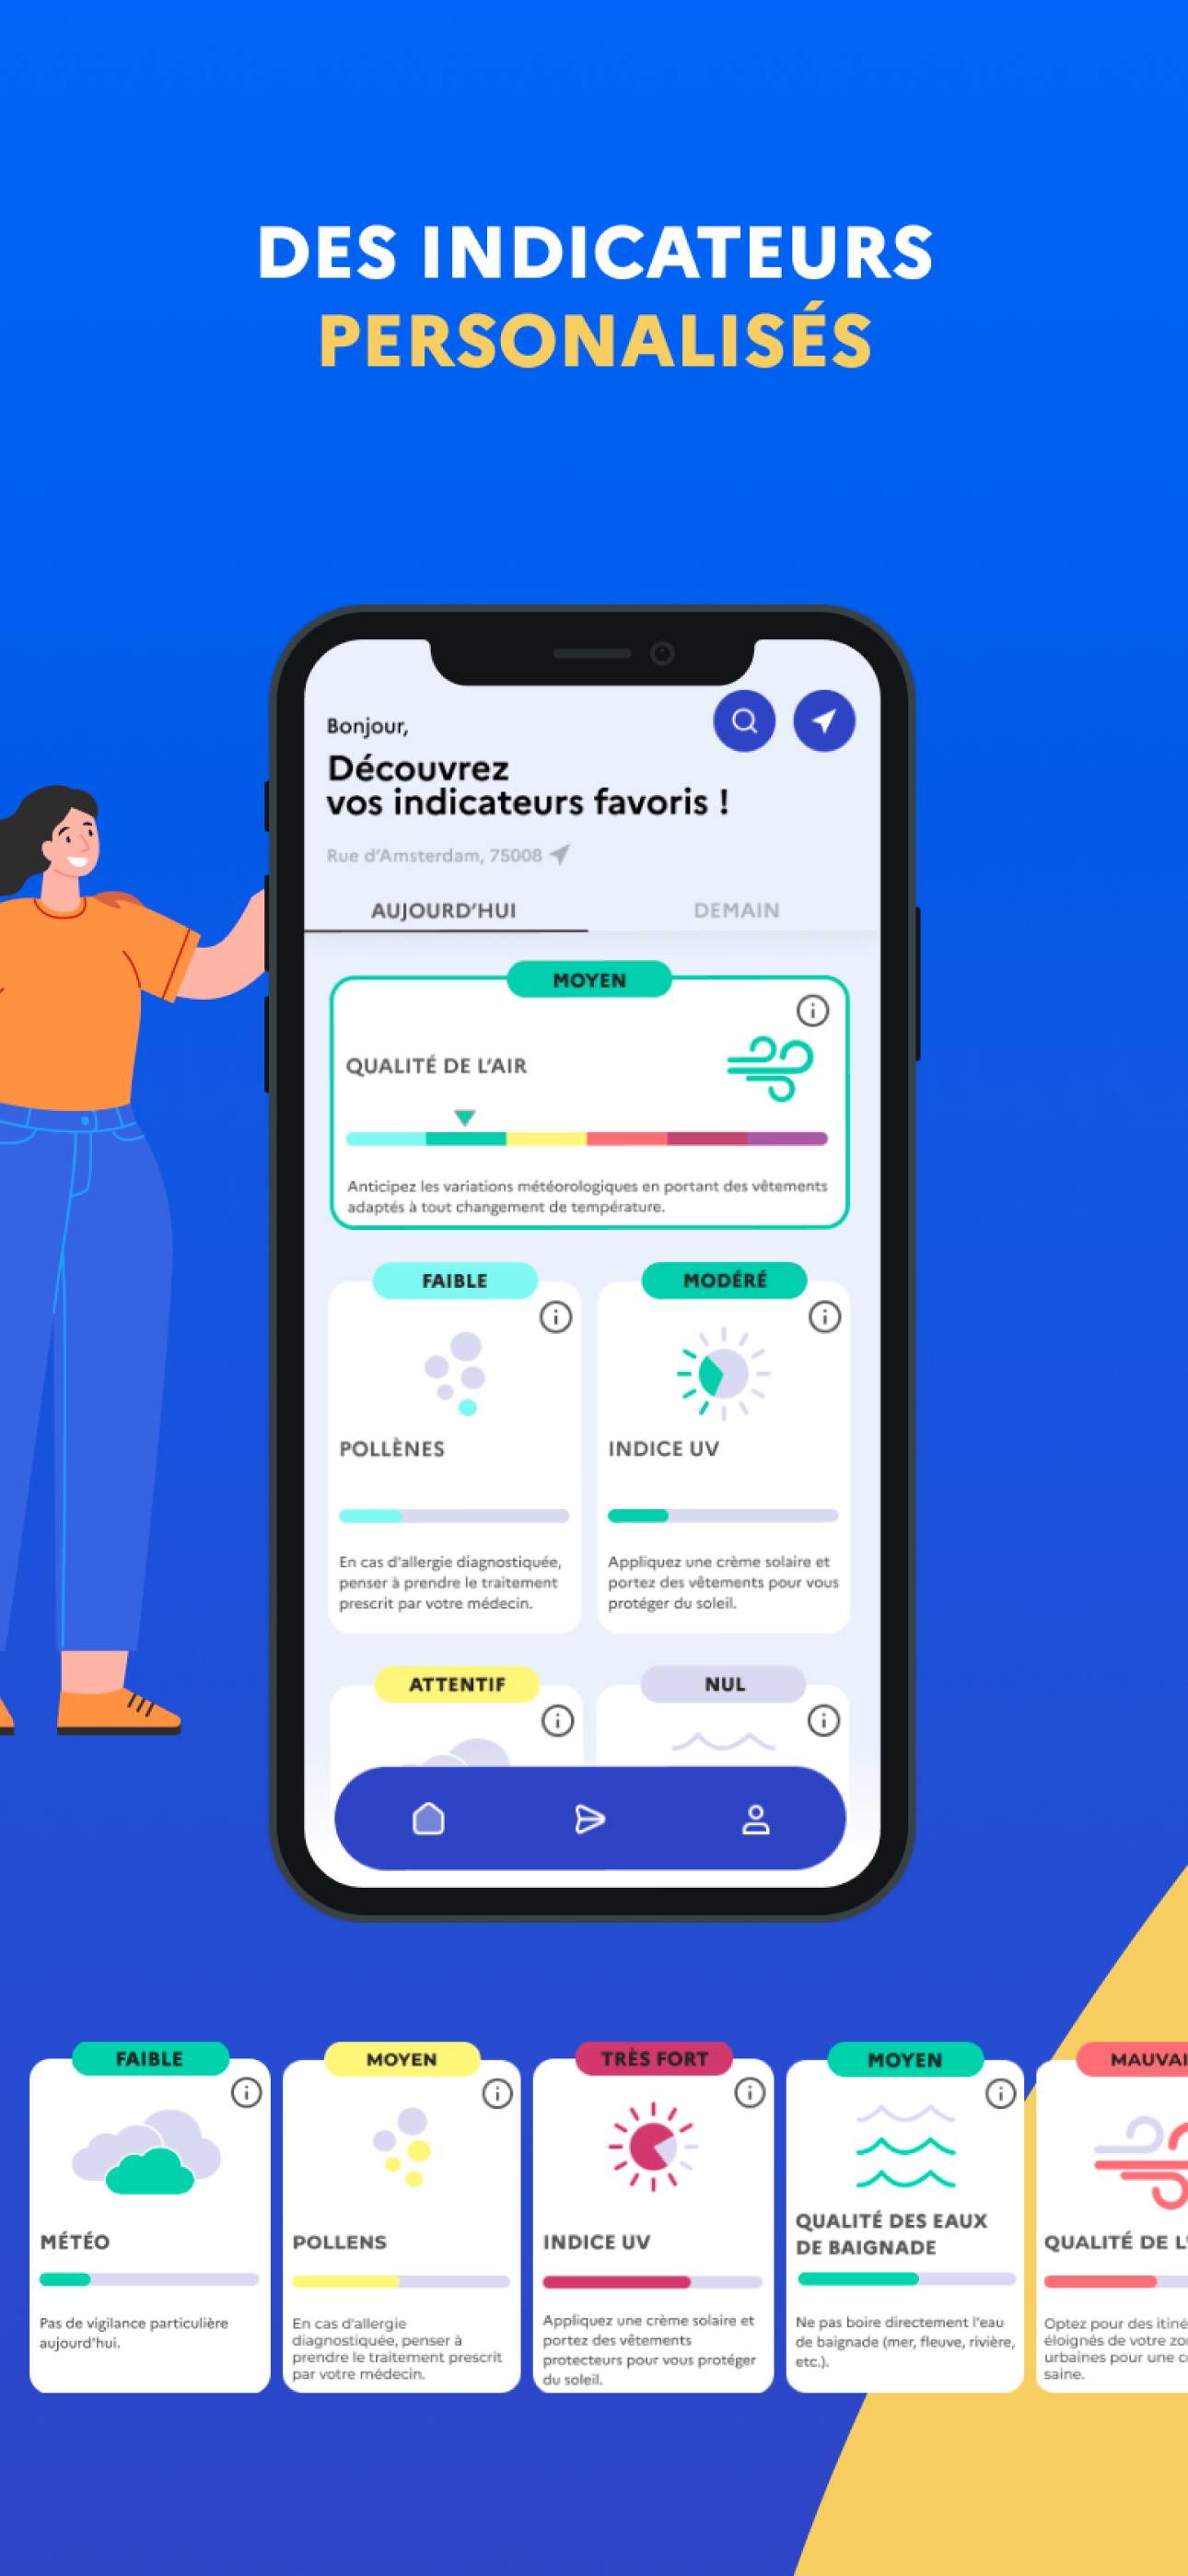 DES INDICATEURS
PERSONALISÉS
Bonjour,
Découvrez
vos indicateurs favoris !
Rue d'Amsterdam, 75008
AUJOURD'HUI
DEMAIN
MOYEN
QUALITÉ DE L'AIR
Anticipez les variations météorologiques en portant des vêtements
adaptés à tout changement de température.
FAIBLE
POLLÈNES
En cas d'allergie diagnostiquée,
penser à prendre le traitement
prescrit par votre médecin.
MODÉRÉ
INDICE UV
Appliquez une crème solaire et
portez des vêtements pour vous
protéger du soleil.
ATTENTIF
NUL
FAIBLE
MÉTÉO
Pas de vigilance particulière
aujourd'hui.
MOYEN
POLLENS
En cas d'allergie
diagnostiquée, penser à
prendre le traitement prescrit
par votre médecin.
TRÈS FORT
INDICE UV
Appliquez une crème solaire et
portez des vêtements
protecteurs pour vous protéger
du soleil.
MOYEN
QUALITÉ DES EAUX
DE BAIGNADE
Ne pas boire directement l'eau
de baignade (mer, fleuve, rivière,
etc.).
MAUVAI
QUALITÉ DE L'
Optez pour des itiné
éloignés de votre zo
urbaines pour une c
saine.